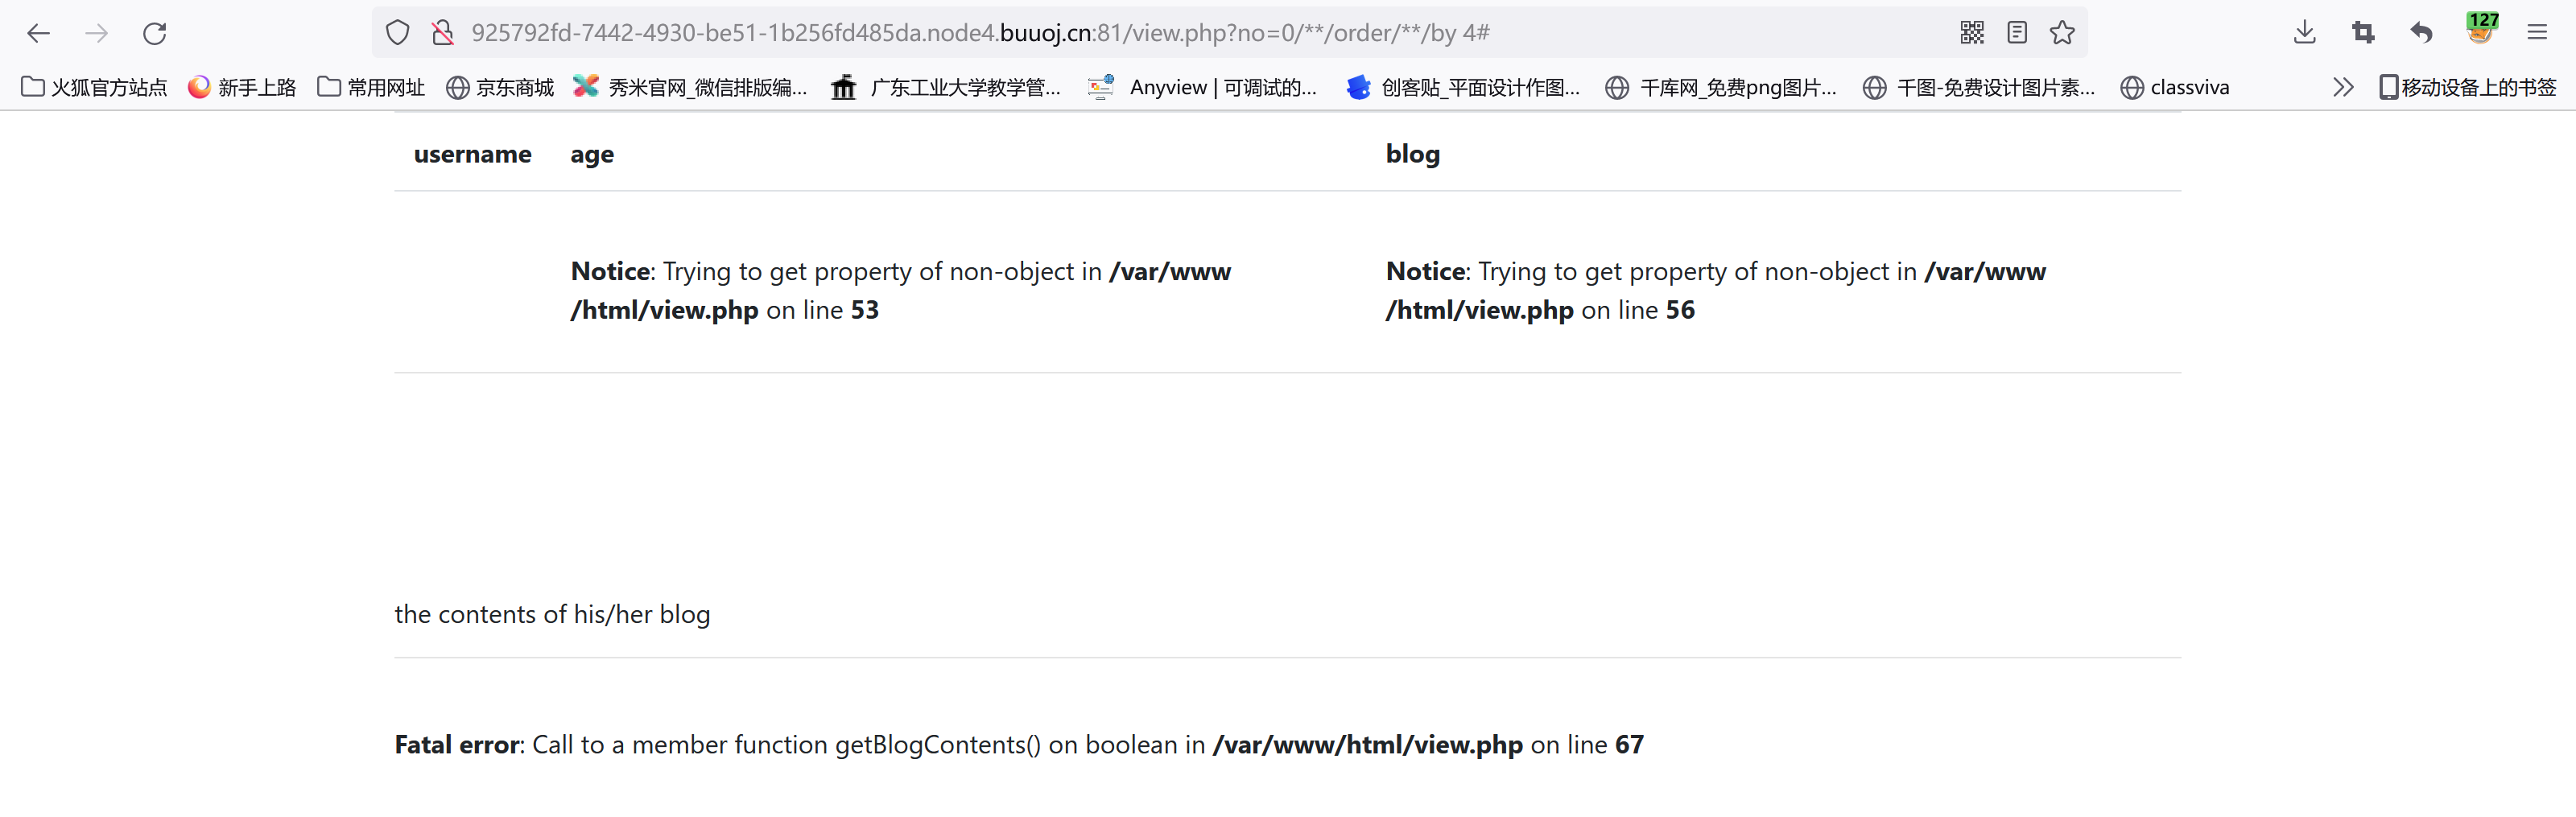 925792fd-7442-4930-be51-1b256fd485da.node4.buuoj.cn:81/view.php?no=0/**/order/**/by 4#
127
火狐官方站点 新手上路 常用网址 京东商城 秀米官网_微信排版编... 广东工业大学教学管... Anyview | 可调试的... 创客贴_平面设计作图... 千库网_免费png图片... 千图-免费设计图片素... classviva 移动设备上的书签
username age blog
Notice: Trying to get property of non-object in /var/www
/html/view.php on line 53
Notice: Trying to get property of non-object in /var/www
/html/view.php on line 56
the contents of his/her blog
Fatal error: Call to a member function getBlogContents() on boolean in /var/www/html/view.php on line 67